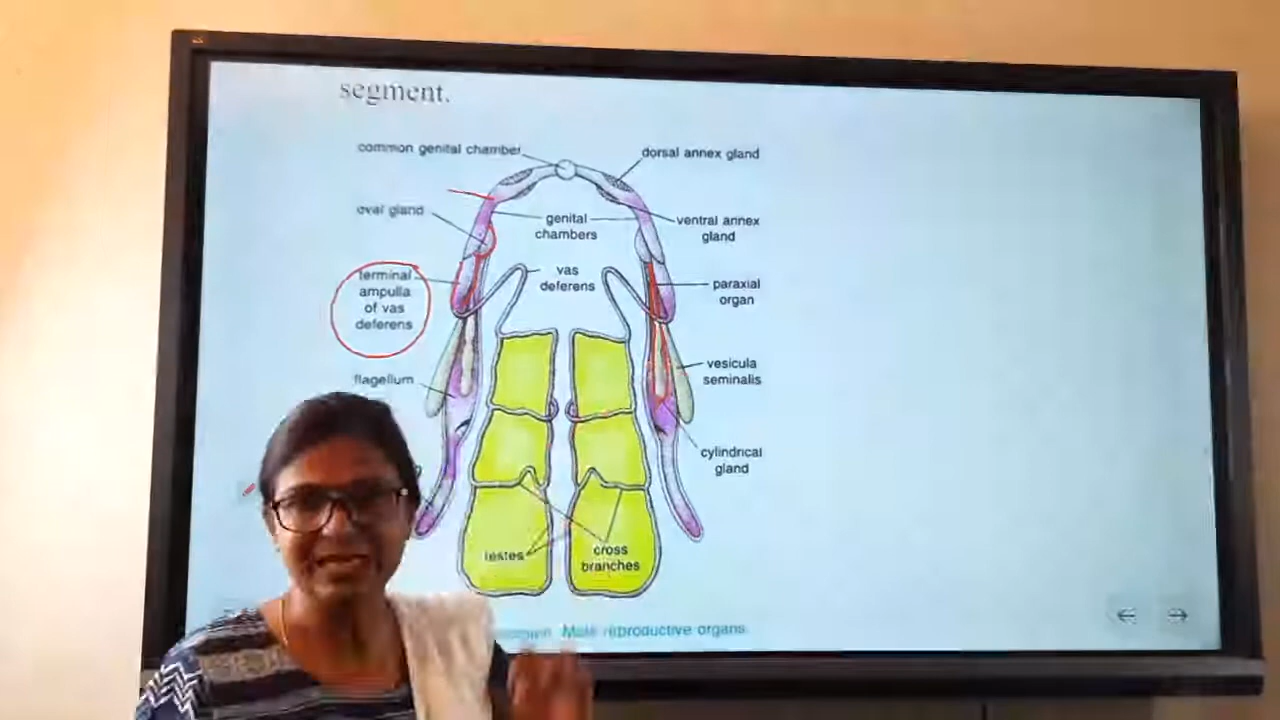 segment.
common genital chamber
dorsal annex gland
oval gland
genital
chambers
ventral annex
gland
terminal
ampulla
of vas
deferens
vas
deferens
paraxial
organ
flagellum
vesicula
seminalis
cylindrical
gland
testes
cross
branches
Male reproductive organs.